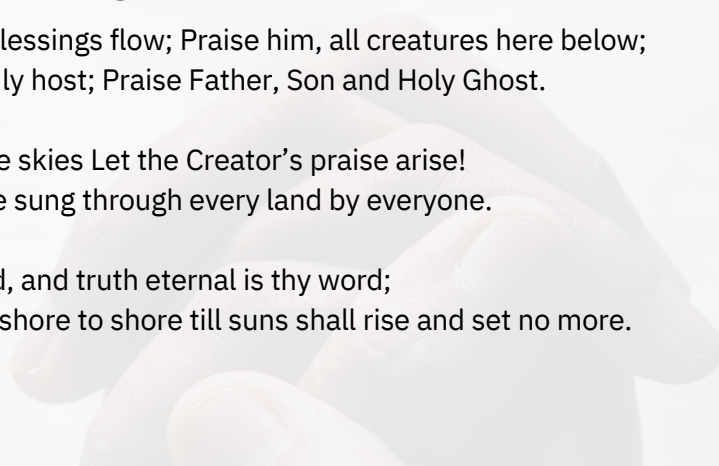 lessings flow; Praise him, all creatures here below;
ly host; Praise Father, Son and Holy Ghost.
e skies Let the Creator’s praise arise!
e sung through every land by everyone.
d, and truth eternal is thy word;
shore to shore till suns shall rise and set no more.